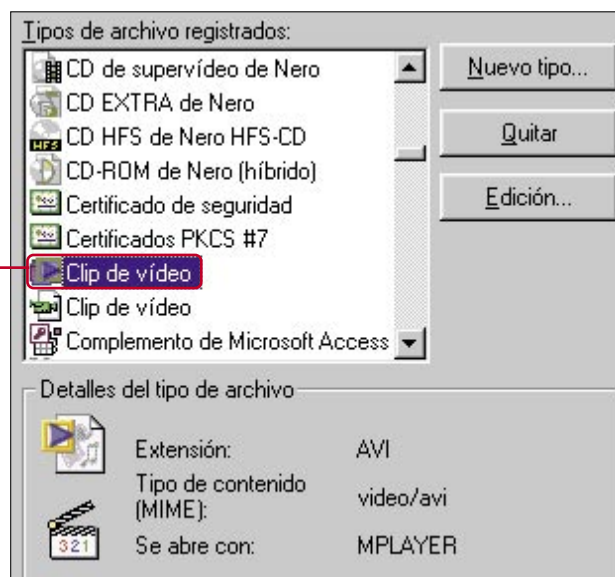 Tipos de archivo registrados:
CD de supervídeo de Nero
CD EXTRA de Nero
HFS
CD HFS de Nero HFS-CD
CD-ROM de Nero (híbrido)
Certificado de seguridad
Certificados PKCS #7
Clip de vídeo
Clip de vídeo
Complemento de Microsoft Access
Nuevo tipo...
Quitar
Edición...
Detalles del tipo de archivo
Extensión: AVI
Tipo de contenido
(MIME): video/avi
321
Se abre con: MPLAYER